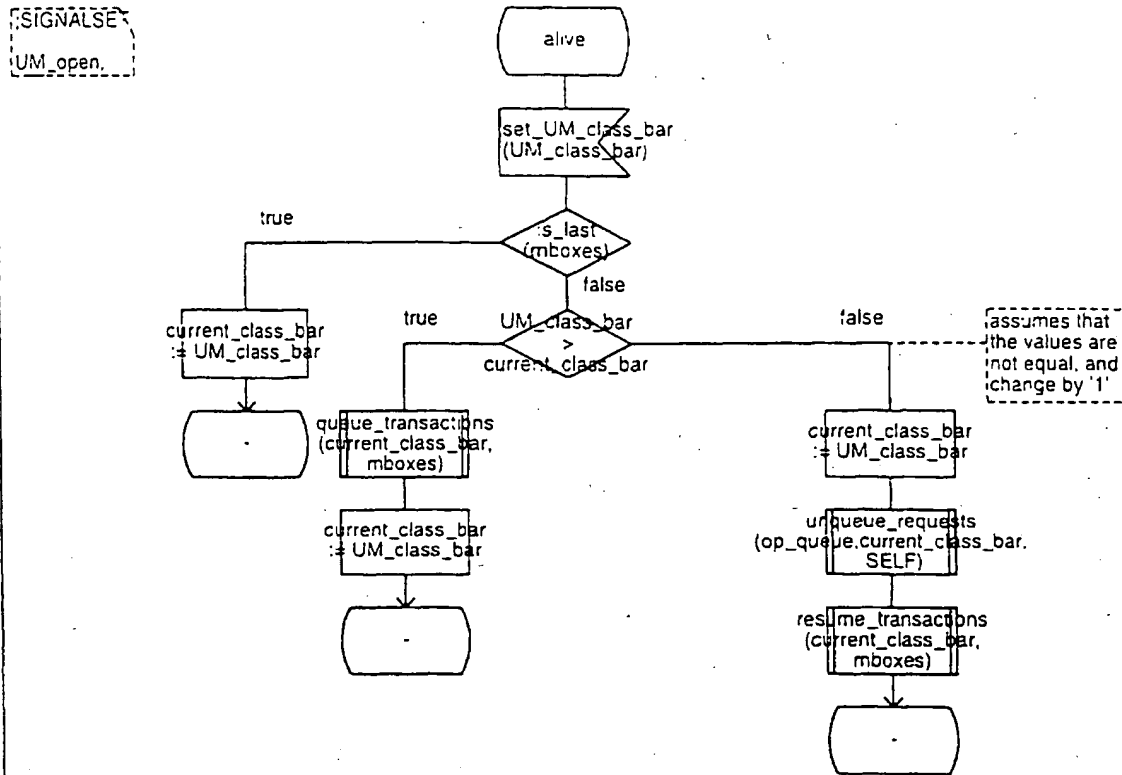 ;SIGNALSET
UM_open,
alive
set_UM_class_bar
(UM_class_bar)
is_last
(mboxes)
true
false
current_class_bar
:= UM_class_bar
-
true
UM_class_bar
>
current_class_bar
false
assumes that
the values are
not equal, and
change by '1'
queue_transactions
(current_class_bar,
mboxes)
current_class_bar
:= UM_class_bar
-
current_class_bar
:= UM_class_bar
unqueue_requests
(op_queue,current_class_bar,
SELF)
resume_transactions
(current_class_bar,
mboxes)
-